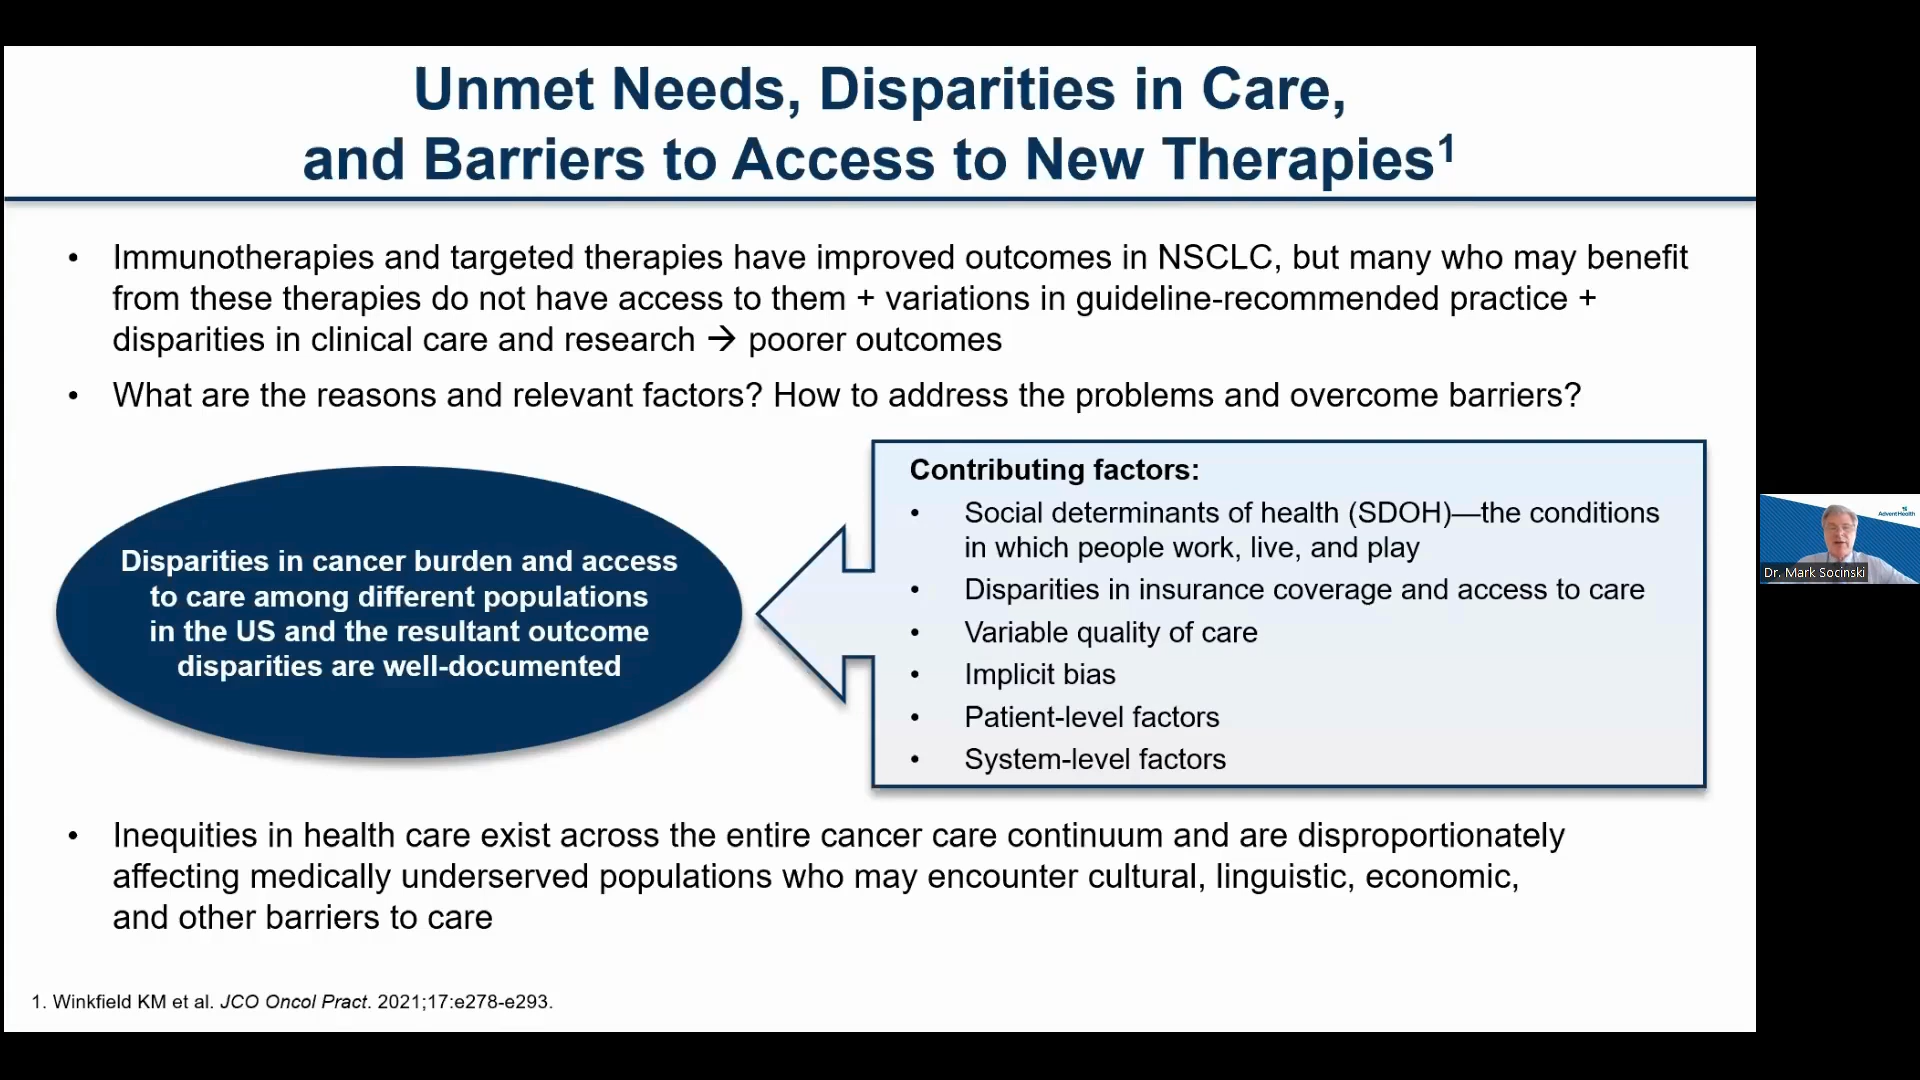 Unmet Needs, Disparities in Care,
and Barriers to Access to New Therapies¹
• Immunotherapies and targeted therapies have improved outcomes in NSCLC, but many who may benefit
from these therapies do not have access to them + variations in guideline-recommended practice +
disparities in clinical care and research → poorer outcomes
• What are the reasons and relevant factors? How to address the problems and overcome barriers?
Disparities in cancer burden and access
to care among different populations
in the US and the resultant outcome
disparities are well-documented
Contributing factors:
• Social determinants of health (SDOH)—the conditions
in which people work, live, and play
• Disparities in insurance coverage and access to care
• Variable quality of care
• Implicit bias
• Patient-level factors
• System-level factors
• Inequities in health care exist across the entire cancer care continuum and are disproportionately
affecting medically underserved populations who may encounter cultural, linguistic, economic,
and other barriers to care
1. Winkfield KM et al. JCO Oncol Pract. 2021;17:e278-e293.
AdventHealth
Dr. Mark Socinski